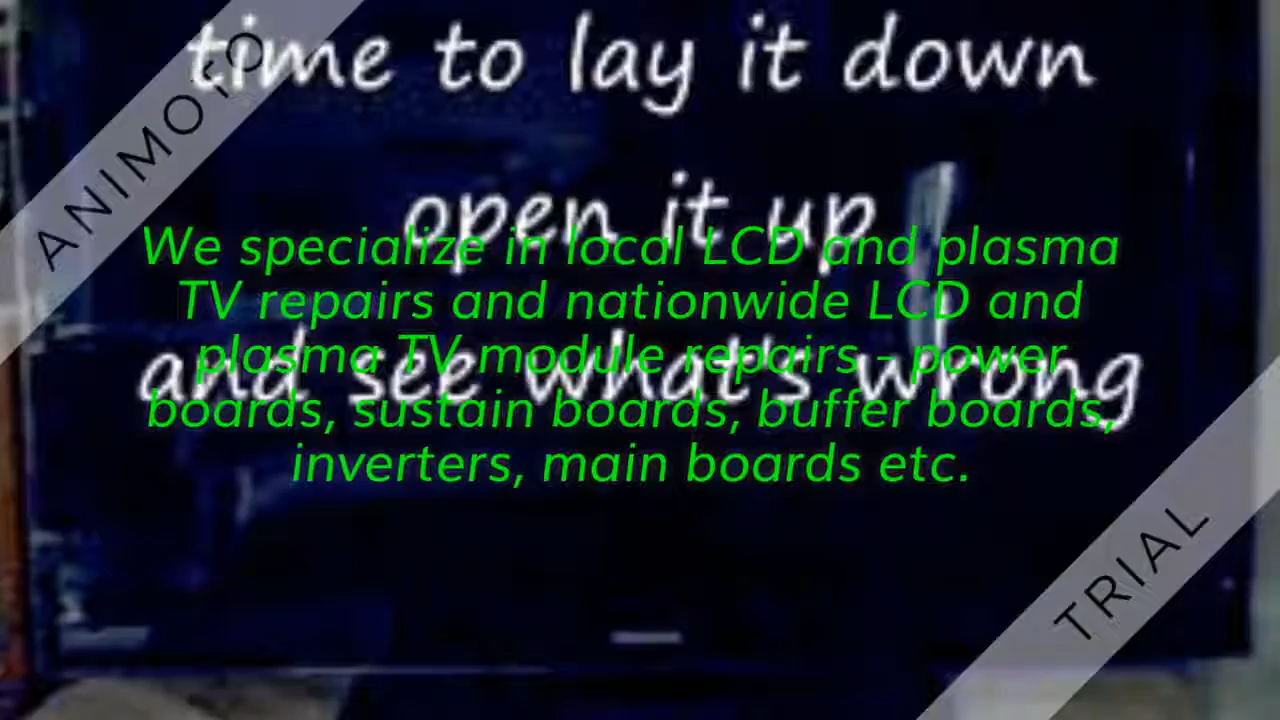 ANIMOTO
time to lay it down
open it up
and see what's wrong
We specialize in local LCD and plasma
TV repairs and nationwide LCD and
plasma TV module repairs - power
boards, sustain boards, buffer boards,
inverters, main boards etc.
TRIAL